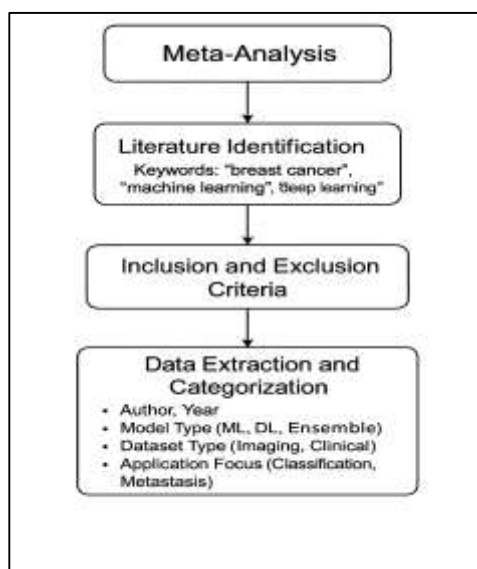 Meta-Analysis
Literature Identification
Keywords: "breast cancer",
"machine learning", deep learning"
Inclusion and Exclusion
Criteria
Data Extraction and
Categorization
• Author, Year
• Model Type (ML, DL, Ensemble)
• Dataset Type (Imaging, Clinical)
• Application Focus (Classification,
Metastasis)